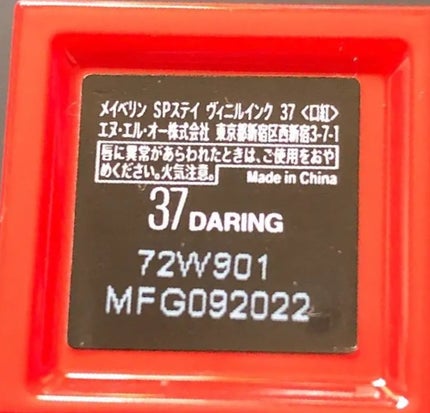 メイベリン SPステイ ヴィニルインク 37 〈口紅〉
エヌ・エル・オー株式会社 東京都新宿区西新宿3-7-1
唇に異常があらわれたときは、ご使用をおや
めください。火気注意。
Made in China
37 DARING
72W901
MFG092022